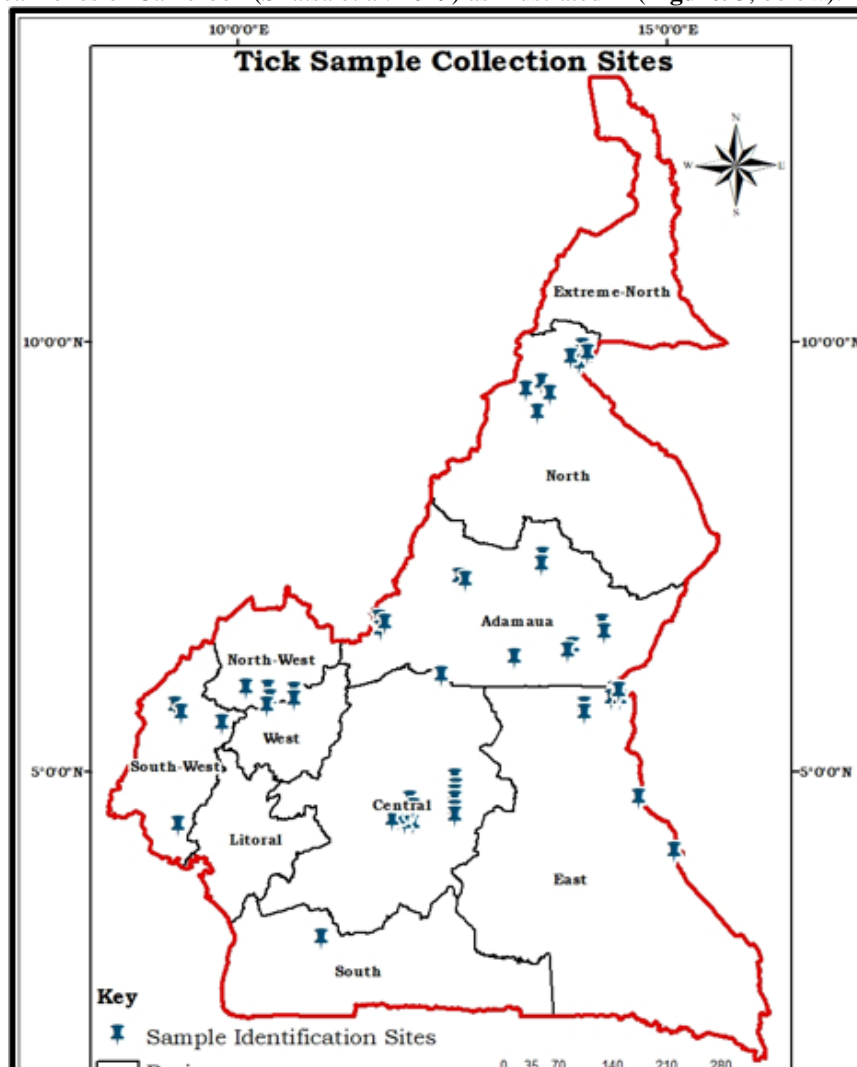 10°0'0"E 15°0'0"E
Tick Sample Collection Sites
N
W E
S
Extreme-North
10°0'0"N 10°0'0"N
North
Adamaua
North-West
West
South-West
5°0'0"N 5°0'0"N
Central
Litoral
East
South
Key
Sample Identification Sites
0 35 70 140 210 280